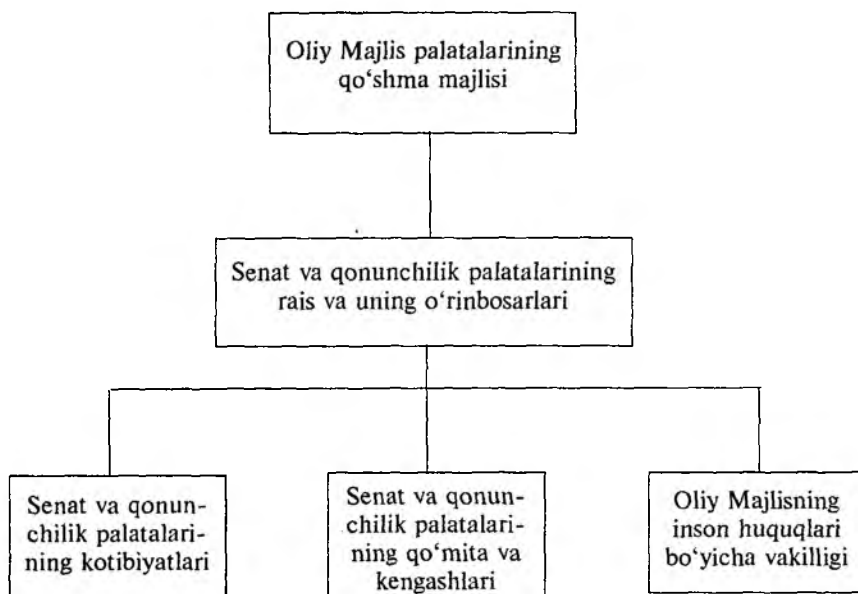 Oliy Majlis palatalarining
qo‘shma majlisi
Senat va qonunchilik palatalarining
rais va uning o‘rinbosarlari
Senat va qonun-
chilik palatalari-
ning kotibiyatlari
Senat va qonun-
chilik palatalari-
ning qo‘mita va
kengashlari
Oliy Majlisning
inson huquqlari
bo‘yicha vakilligi